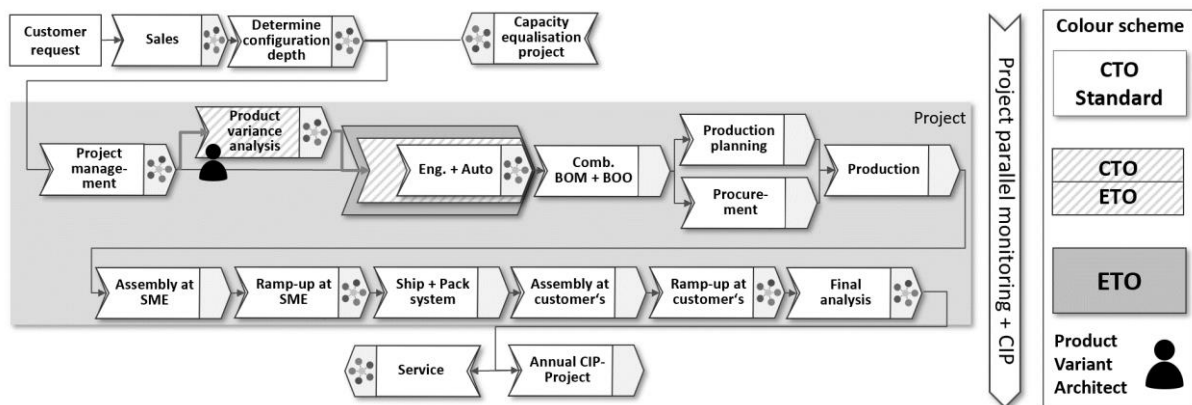 Customer
request
Sales
Determine
configuration
depth
Capacity
equalisation
project
Project
Product
variance
analysis
Project
manage-
ment
Eng. + Auto
Comb.
BOM + BOO
Production
planning
Procure-
ment
Production
Assembly at
SME
Ramp-up at
SME
Ship + Pack
system
Assembly at
customer‘s
Ramp-up at
customer‘s
Final
analysis
Service
Annual CIP-
Project
Project parallel monitoring + CIP
Colour scheme
CTO
Standard
CTO
ETO
ETO
Product
Variant
Architect